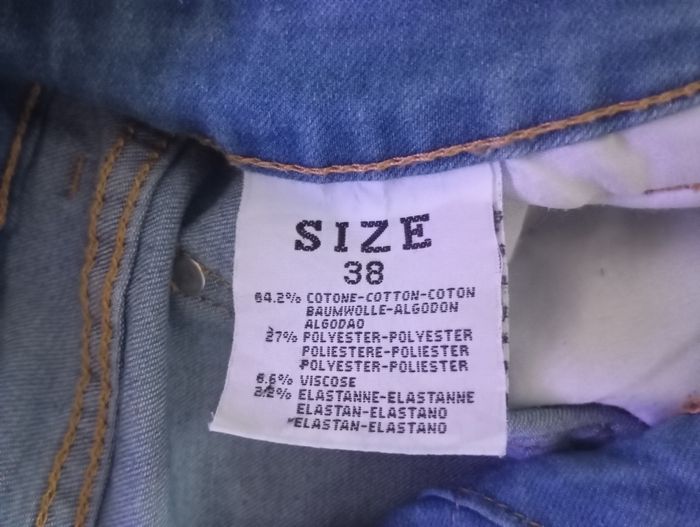 SIZE
38
64.2% COTONE-COTTON-COTON
BAUMWOLLE-ALGODON
ALGODAO
27% POLYESTER-POLYESTER
POLIESTERE-POLIESTER
POLYESTER-POLIESTER
6.6% VISCOSE
2.2% ELASTANNE-ELASTANNE
ELASTAN-ELASTANO
ELASTAN-ELASTANO